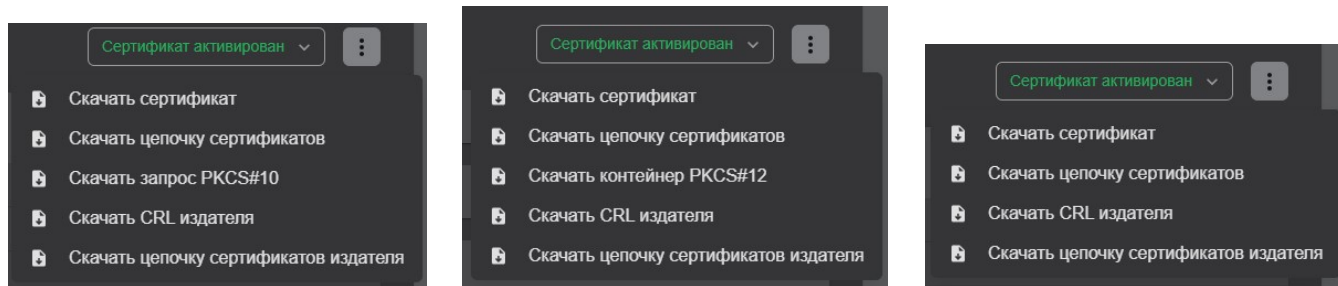 Сертификат активирован
Скачать сертификат
Скачать цепочку сертификатов
Скачать запрос PKCS#10
Скачать CRL издателя
Скачать цепочку сертификатов издателя
Сертификат активирован
Скачать сертификат
Скачать цепочку сертификатов
Скачать контейнер PKCS#12
Скачать CRL издателя
Скачать цепочку сертификатов издателя
Сертификат активирован
Скачать сертификат
Скачать цепочку сертификатов
Скачать CRL издателя
Скачать цепочку сертификатов издателя